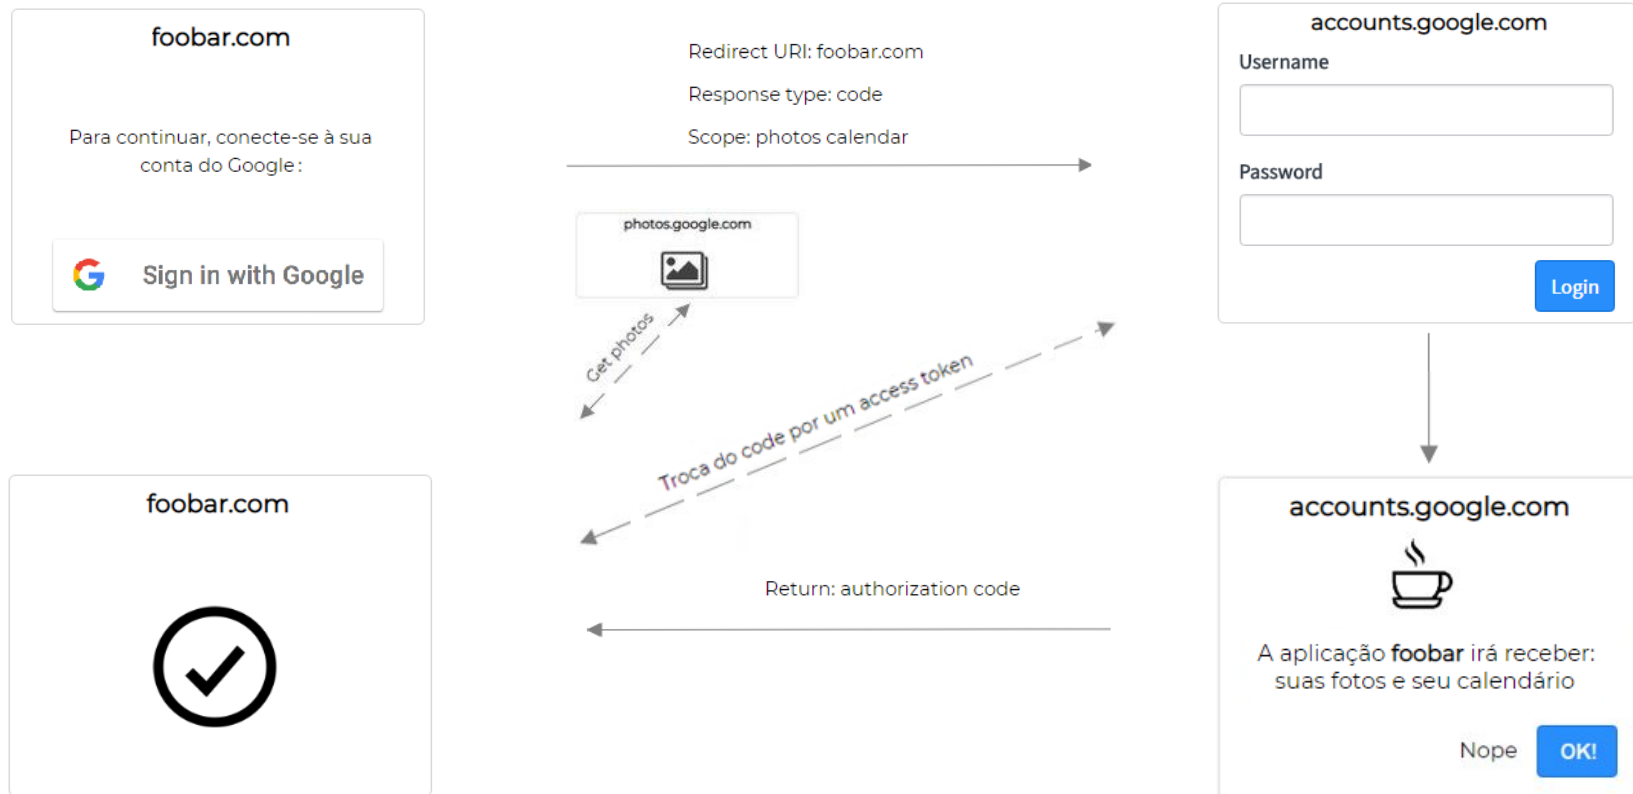 foobar.com
Para continuar, conecte-se à sua
conta do Google:
Sign in with Google
Redirect URI: foobar.com
Response type: code
Scope: photos calendar
accounts.google.com
Username
Password
Login
photos.google.com
Get photos
Troca do code por um access token
foobar.com
Return: authorization code
accounts.google.com
A aplicação foobar irá receber:
suas fotos e seu calendário
Nope
OK!